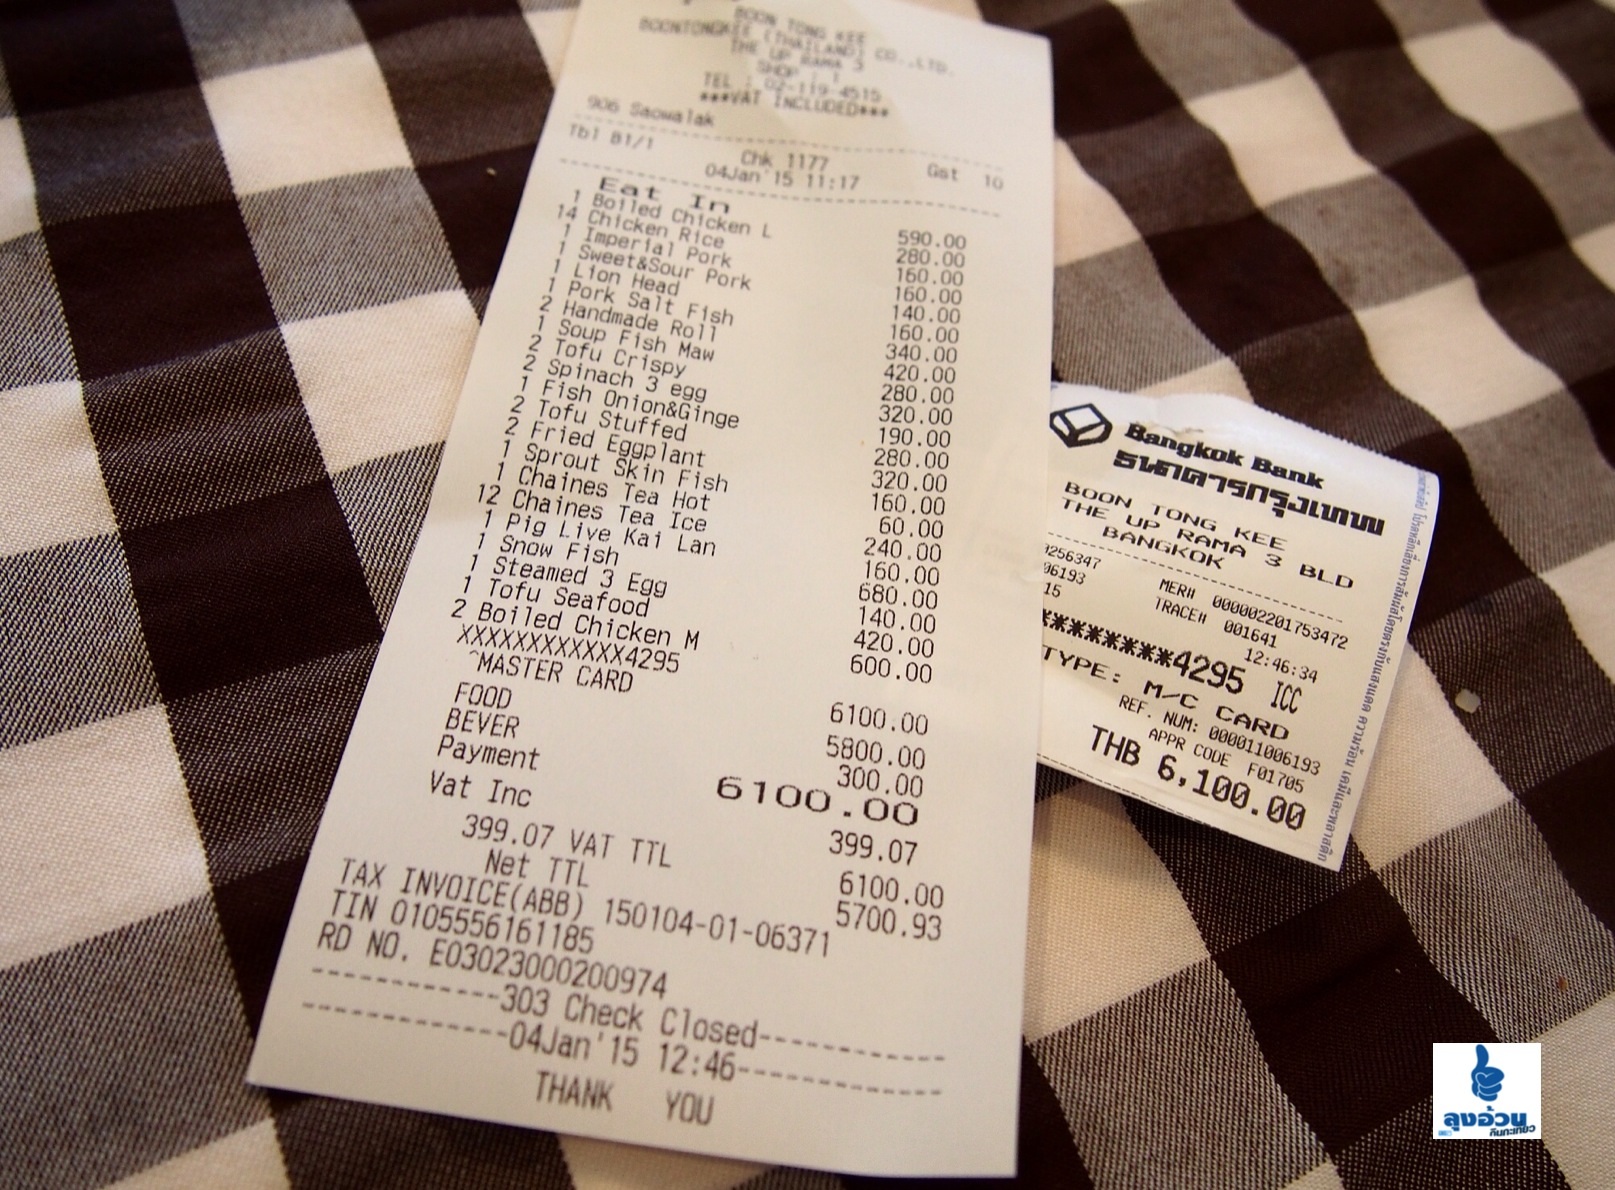 BOON TONG KEE
BOONTONGKEE (THAILAND) CO.,LTD.
THE UP RAMA 3
SHOP : 1
TEL : 02-119-4515
***VAT INCLUDED***
906 Saowalak
Tbl 81/1 Chk 1177 Gst 10
04Jan'15 11:17
Eat In
1 Boiled Chicken L 590.00
14 Chicken Rice 280.00
1 Imperial Pork 160.00
1 Sweet&Sour Pork 160.00
1 Lion Head 140.00
1 Pork Salt Fish 160.00
2 Handmade Roll 340.00
1 Soup Fish Maw 420.00
2 Tofu Crispy 280.00
2 Spinach 3 egg 320.00
1 Fish Onion&Ginge 190.00
2 Tofu Stuffed 280.00
2 Fried Eggplant 320.00
1 Sprout Skin Fish 160.00
1 Chaines Tea Hot 60.00
12 Chaines Tea Ice 240.00
1 Pig Live Kai Lan 160.00
1 Snow Fish 680.00
1 Steamed 3 Egg 140.00
1 Tofu Seafood 420.00
2 Boiled Chicken M 600.00
XXXXXXXXXXXX4295
^MASTER CARD 6100.00
FOOD 5800.00
BEVER 300.00
Payment 6100.00
Vat Inc 399.07
399.07 VAT TTL 6100.00
Net TTL 5700.93
TAX INVOICE(ABB) 150104-01-06371
TIN 0105556161185
RD NO. E03023000200974
-----------303 Check Closed-----------
------------04Jan'15 12:46------------
THANK YOU
Bangkok Bank
ธนาคารกรุงเทพ
BOON TONG KEE
THE UP RAMA 3 BLD
BANGKOK
0256347 MER# 000002201753472
06193 TRACE# 001641
15 12:46:34
*********4295 ICC
TYPE: M/C CARD
REF. NUM: 000011006193
APPR CODE F01705
THB 6,100.00
ลุงอ้วน
กินกะเที่ยว